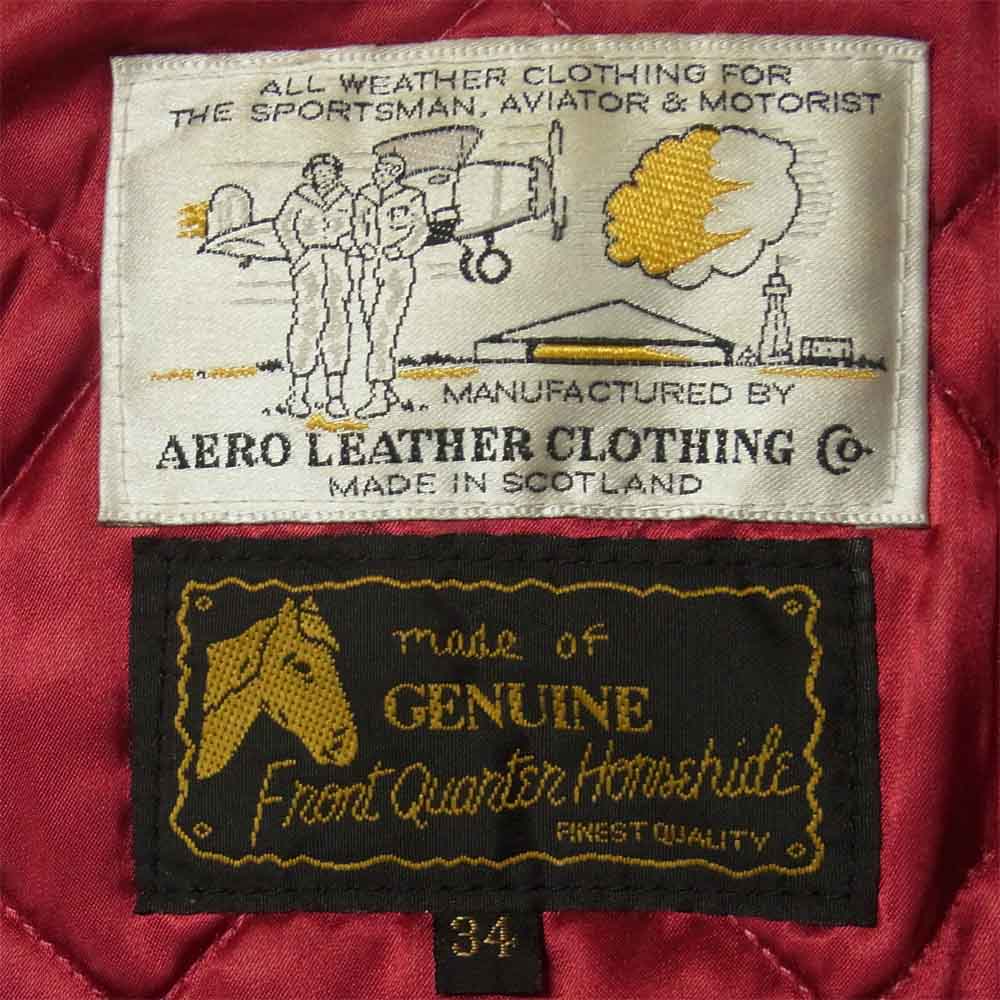 ALL WEATHER CLOTHING FOR
THE SPORTSMAN, AVIATOR & MOTORIST
MANUFACTURED BY
AERO LEATHER CLOTHING Co.
MADE IN SCOTLAND
made of
GENUINE
Front Quarter Horsehide
FINEST QUALITY
34